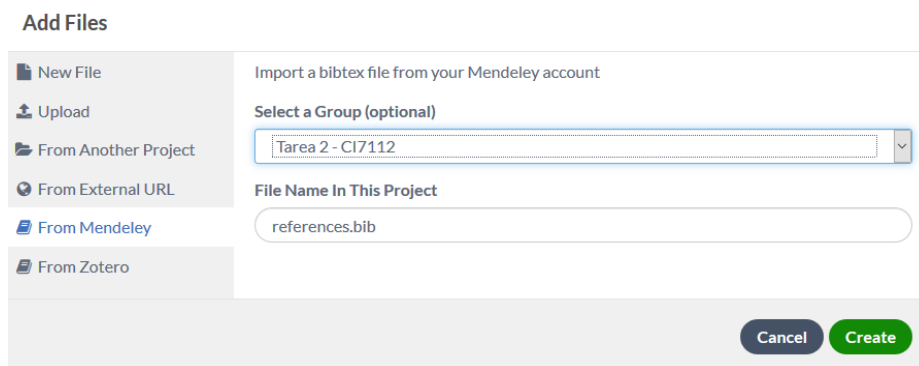 Add Files
New File
Upload
From Another Project
From External URL
From Mendeley
From Zotero
Import a bibtex file from your Mendeley account
Select a Group (optional)
Tarea 2 - CI7112
File Name In This Project
references.bib
Cancel
Create